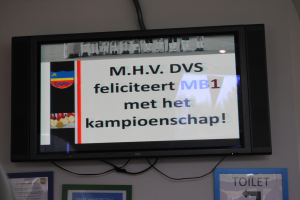 M.H.V. DVS
feliciteert MB1
met het
kampioenschap!
TOILET